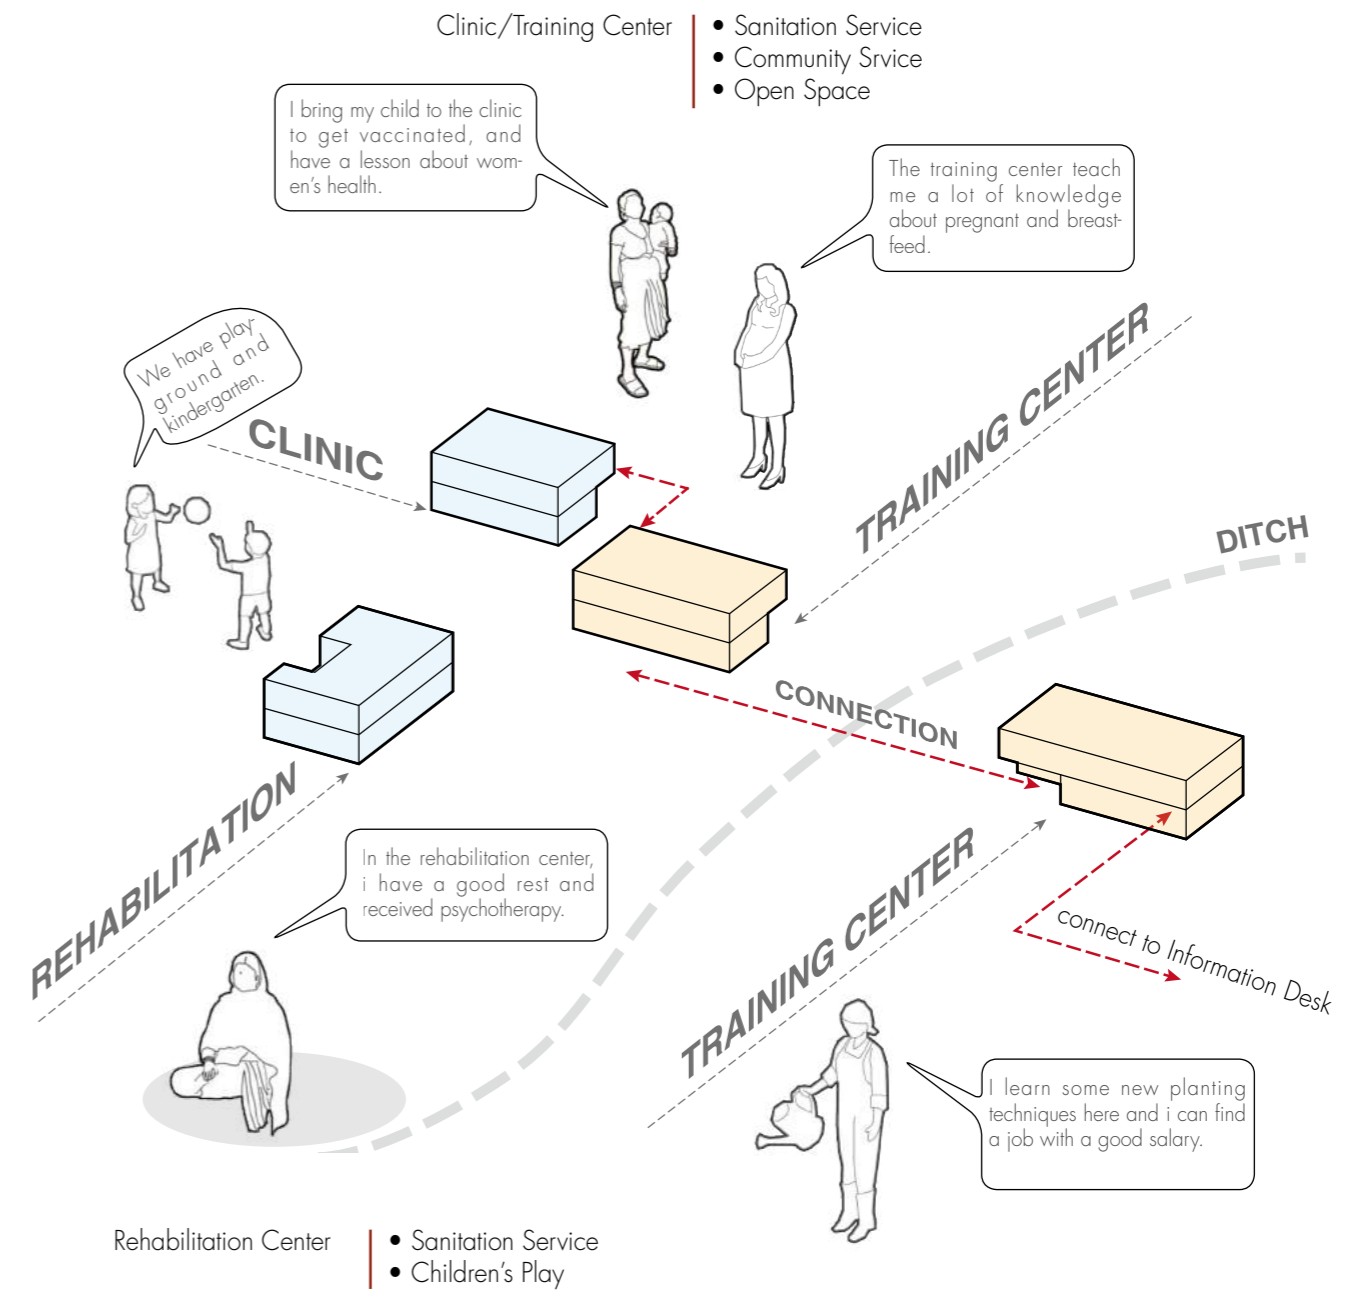 Clinic/Training Center
• Sanitation Service
• Community Srvice
• Open Space
I bring my child to the clinic
to get vaccinated, and
have a lesson about wom-
en's health.
The training center teach
me a lot of knowledge
about pregnant and breast-
feed.
We have play-
ground and
kindergarten.
CLINIC
TRAINING CENTER
DITCH
CONNECTION
REHABILITATION
In the rehabilitation center,
i have a good rest and
received psychotherapy.
TRAINING CENTER
connect to Information Desk
I learn some new planting
techniques here and i can find
a job with a good salary.
Rehabilitation Center
• Sanitation Service
• Children's Play